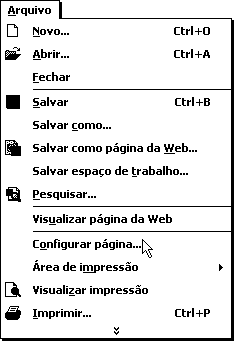 Arquivo
Novo... Ctrl+O
Abrir... Ctrl+A
Fechar
Salvar Ctrl+B
Salvar como...
Salvar como página da Web...
Salvar espaço de trabalho...
Pesquisar...
Visualizar página da Web
Configurar página...
Área de impressão
Visualizar impressão
Imprimir... Ctrl+P